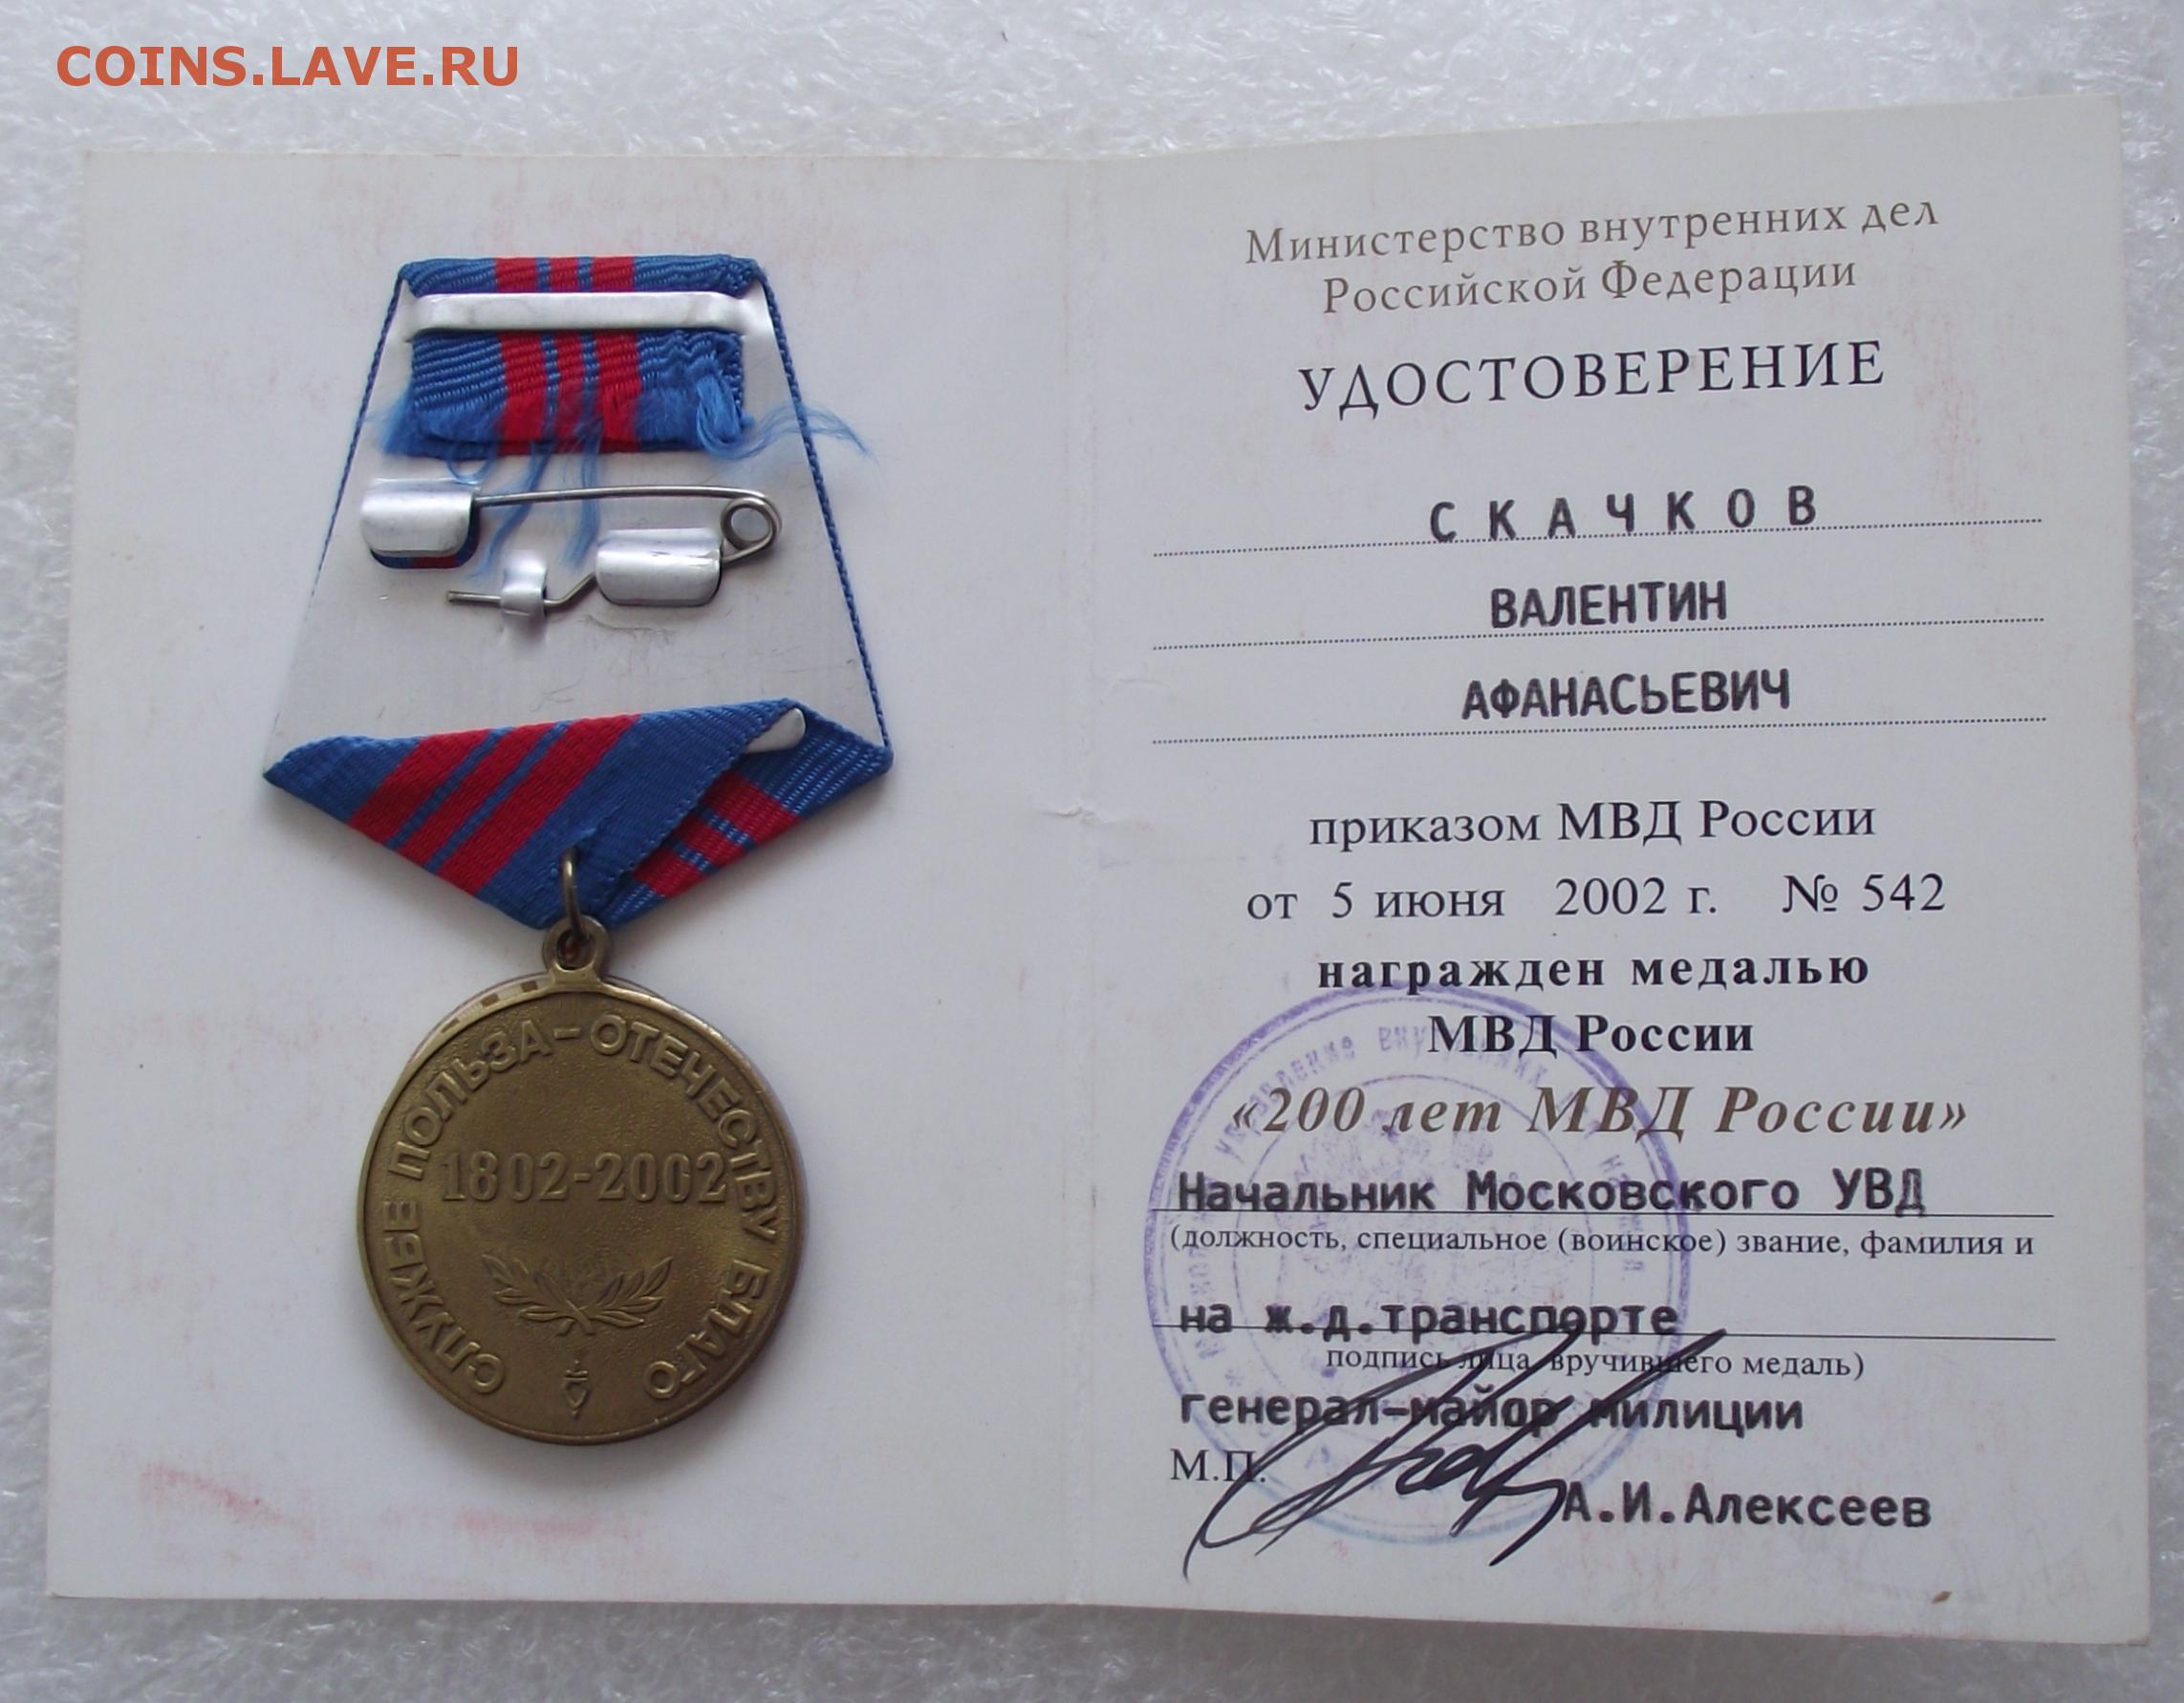 COINS.LAVE.RU
СЛУЖБЕ ПОЛЬЗА-ОТЕЧЕСТВУ БЛАГО
1802-2002
Министерство внутренних дел
Российской Федерации
УДОСТОВЕРЕНИЕ
СКАЧКОВ
ВАЛЕНТИН
АФАНАСЬЕВИЧ
приказом МВД России
от 5 июня 2002 г. № 542
награжден медалью
МВД России
«200 лет МВД России»
Начальник Московского УВД
(должность, специальное (воинское) звание, фамилия и
на ж.д.транспорте
подпись лица, вручившего медаль)
генерал-майор милиции
М.П.
А.И.Алексеев